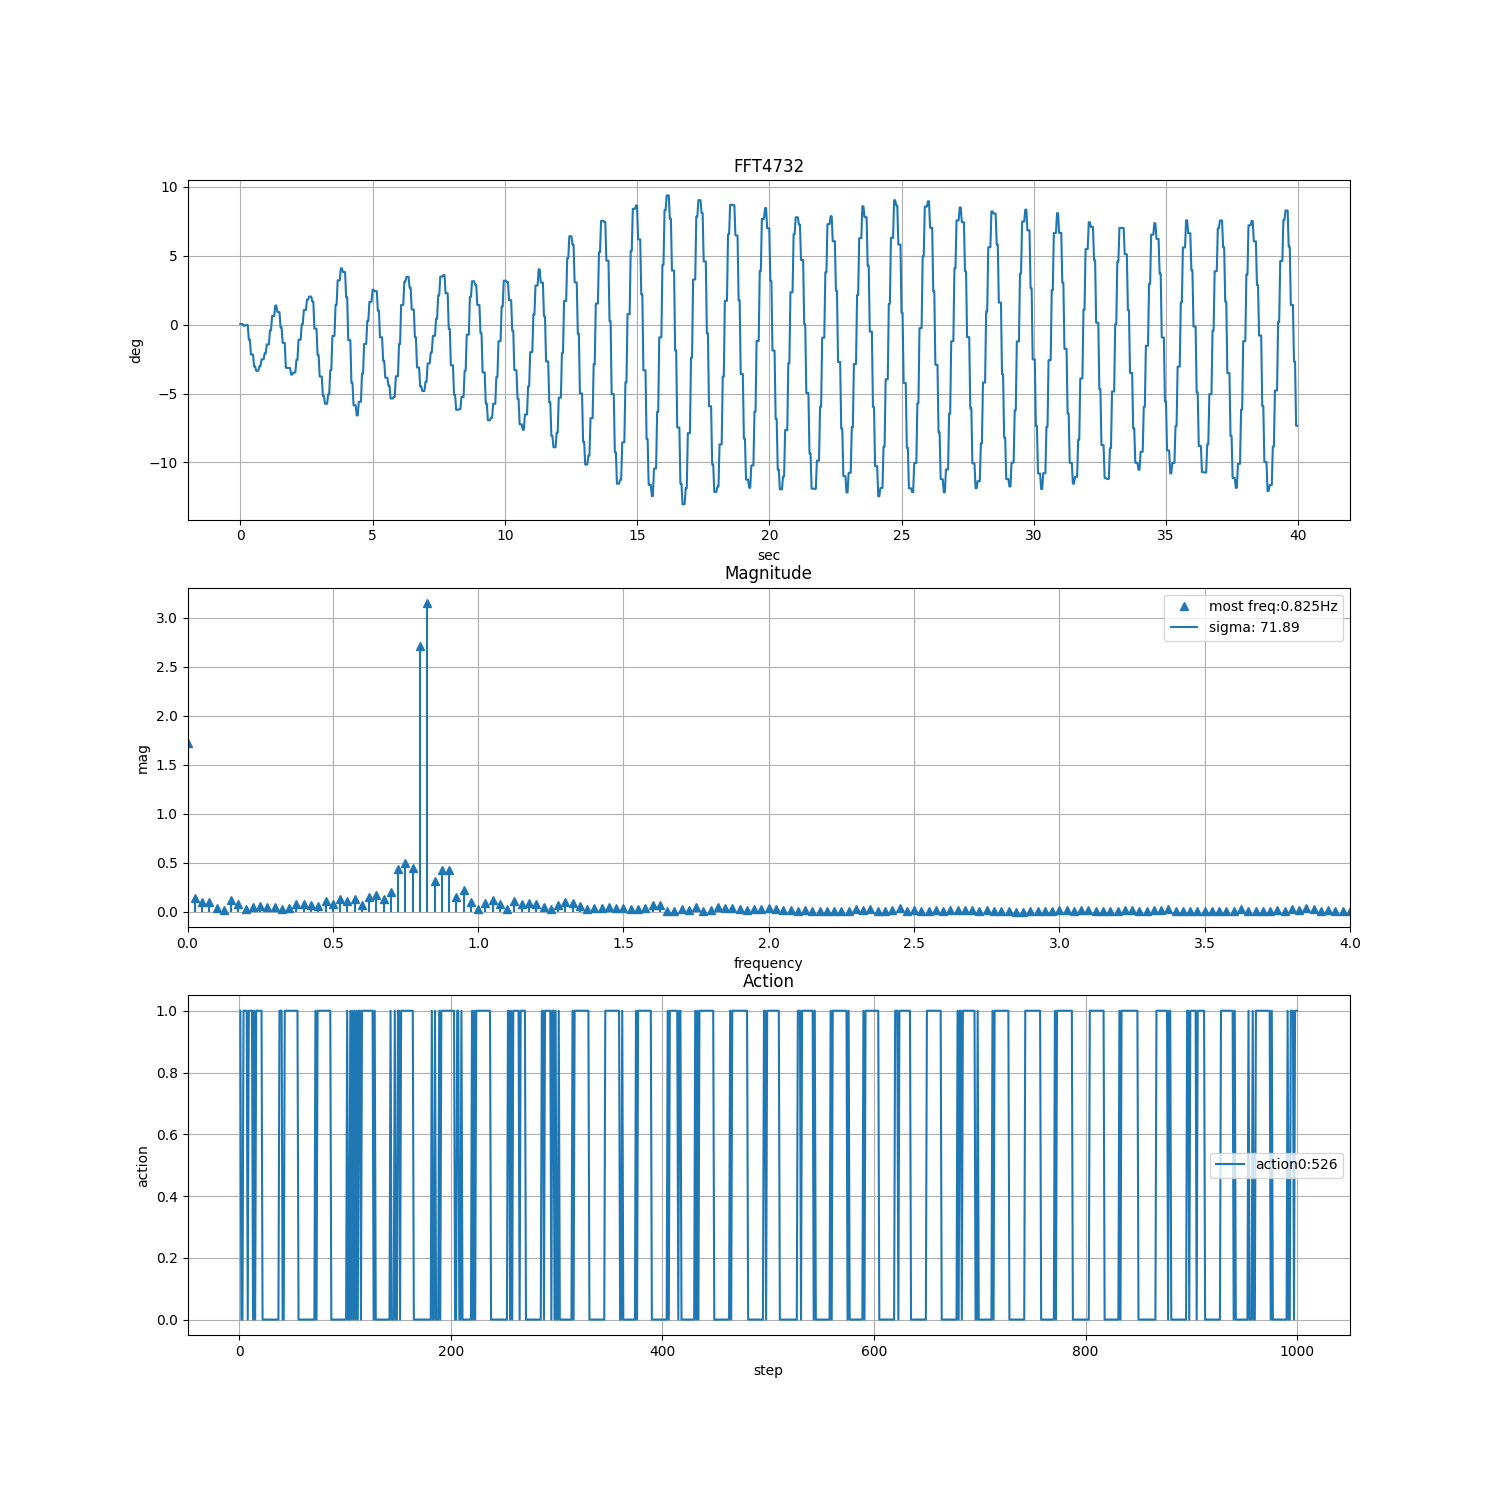 FFT4732
10
5
0
−5
−10
deg
0 5 10 15 20 25 30 35 40
sec
Magnitude
3.0
2.5
2.0
1.5
1.0
0.5
0.0
mag
most freq:0.825Hz
sigma: 71.89
0.0 0.5 1.0 1.5 2.0 2.5 3.0 3.5 4.0
frequency
Action
1.0
0.8
0.6
0.4
0.2
0.0
action
action0:526
0 200 400 600 800 1000
step